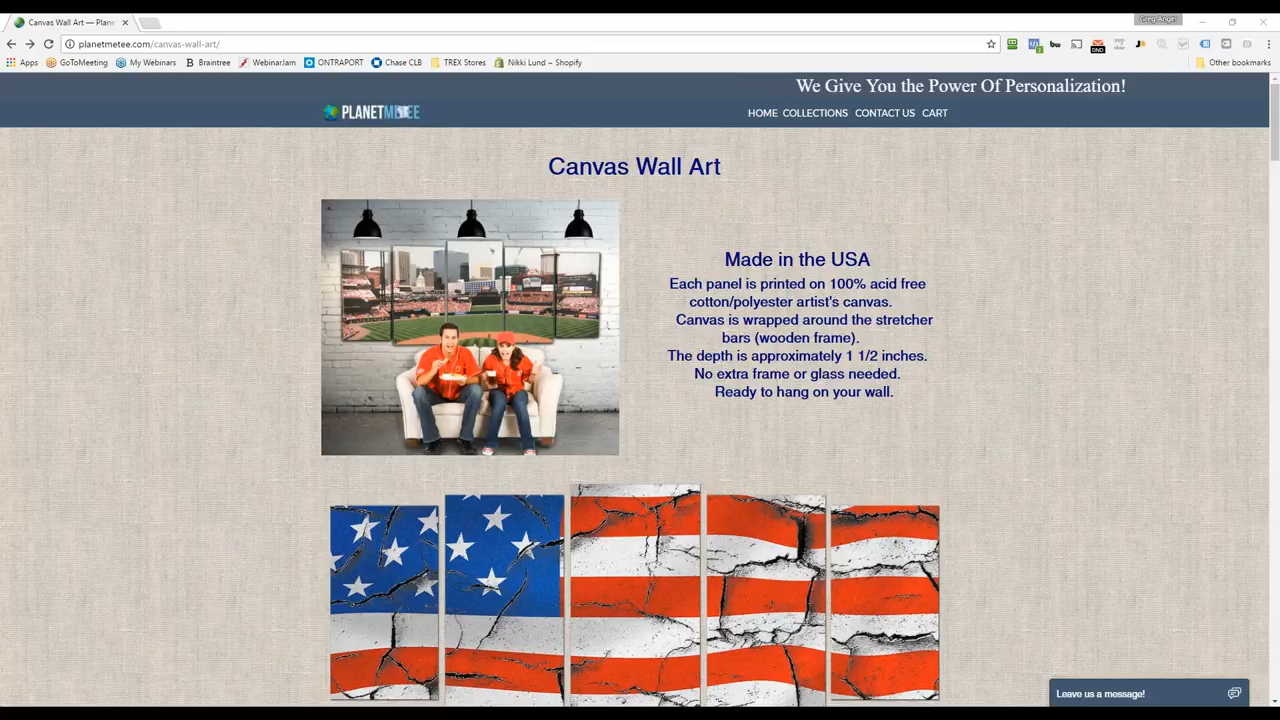 Canvas Wall Art — Plane
Greg Angel
planetmetee.com/canvas-wall-art/
DND
Apps GoToMeeting My Webinars Braintree WebinarJam ONTRAPORT Chase CLB TREX Stores Nikki Lund ~ Shopify Other bookmarks
We Give You the Power Of Personalization!
PLANETMETEE
HOME COLLECTIONS CONTACT US CART
Canvas Wall Art
Made in the USA
Each panel is printed on 100% acid free
cotton/polyester artist's canvas.
Canvas is wrapped around the stretcher
bars (wooden frame).
The depth is approximately 1 1/2 inches.
No extra frame or glass needed.
Ready to hang on your wall.
Leave us a message!